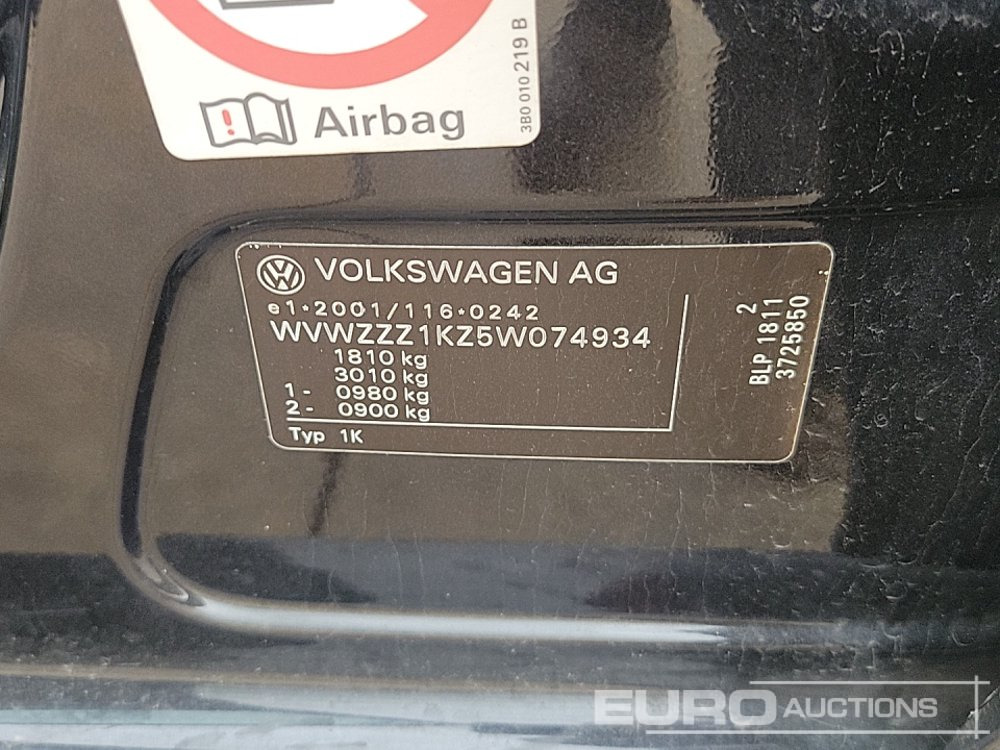 Airbag
3B0 010 219 B
VOLKSWAGEN AG
e1*2001/116*0242
WVWZZZ1KZ5W074934
1810 kg
3010 kg
1- 0980 kg
2- 0900 kg
Typ 1K
2
BLP 1811
3725850
EURO AUCTIONS